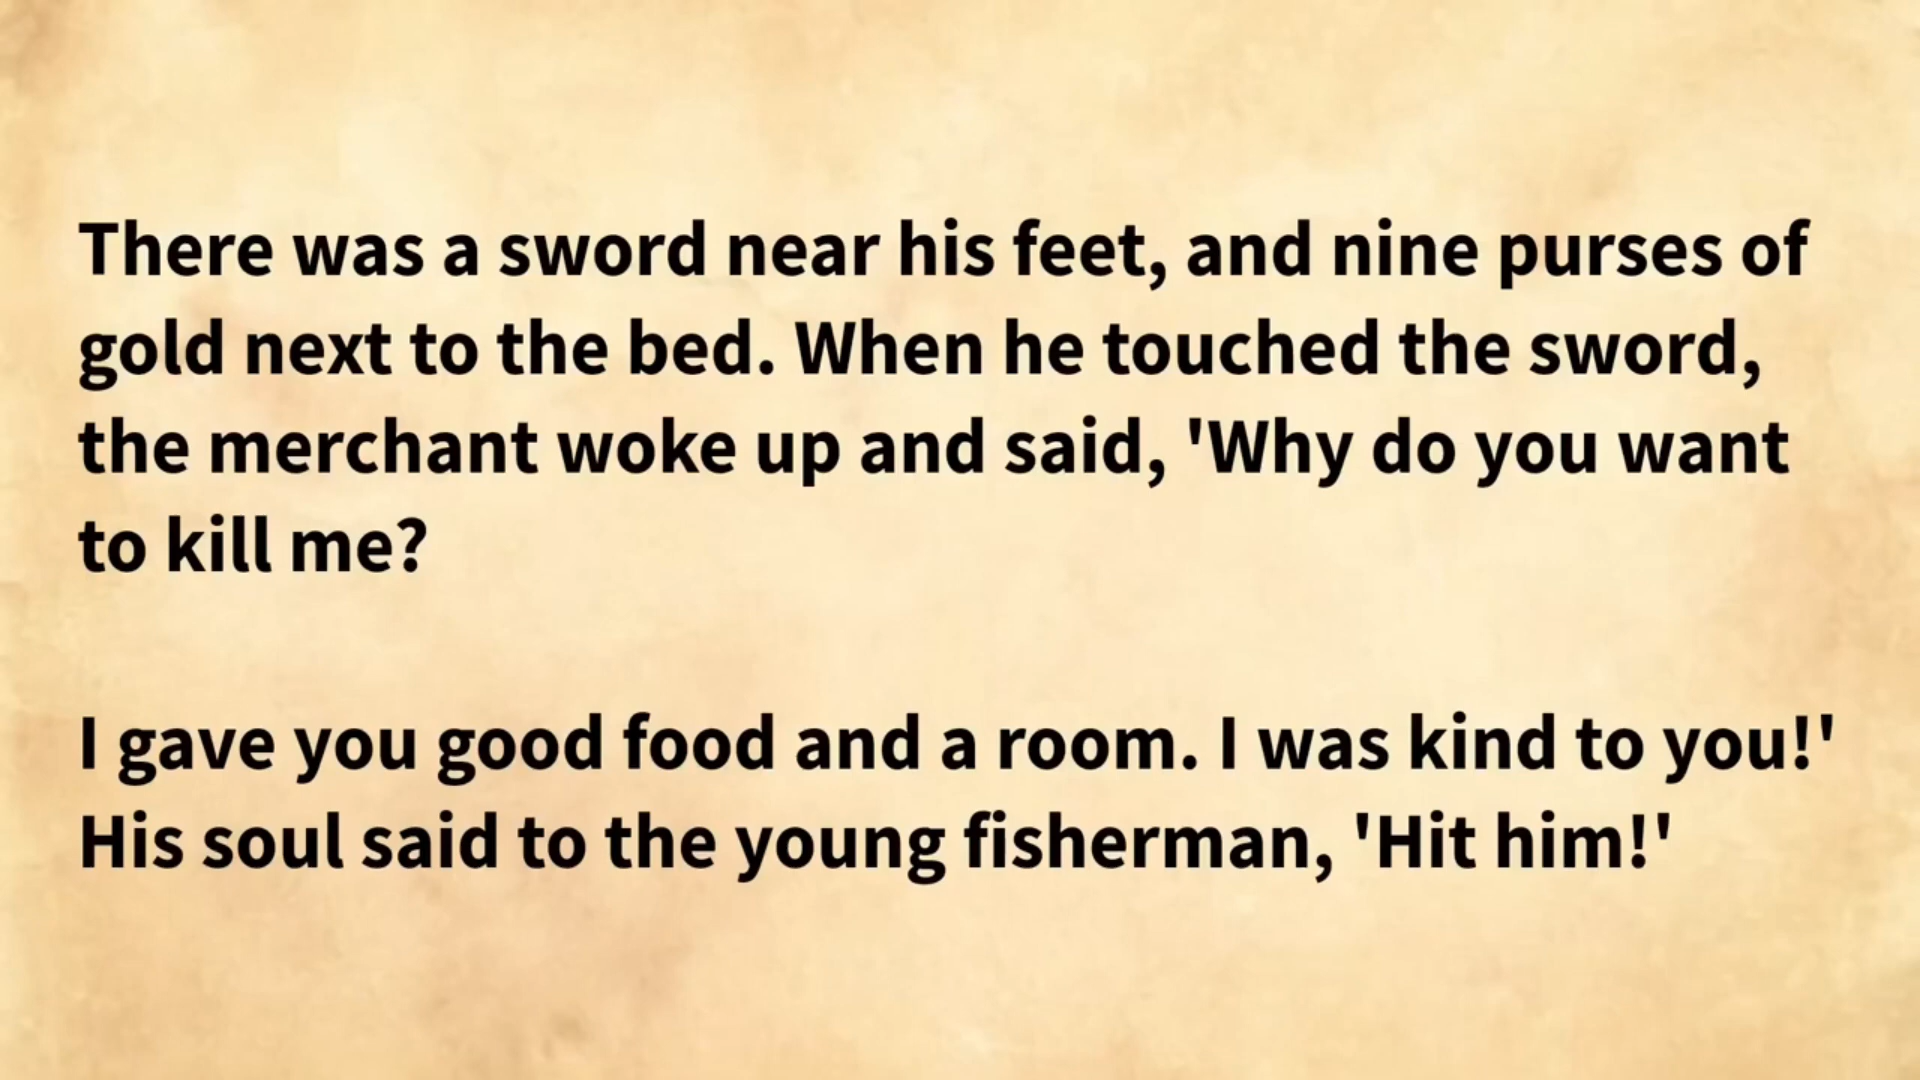 There was a sword near his feet, and nine purses of
gold next to the bed. When he touched the sword,
the merchant woke up and said, 'Why do you want
to kill me?
I gave you good food and a room. I was kind to you!'
His soul said to the young fisherman, 'Hit him!'